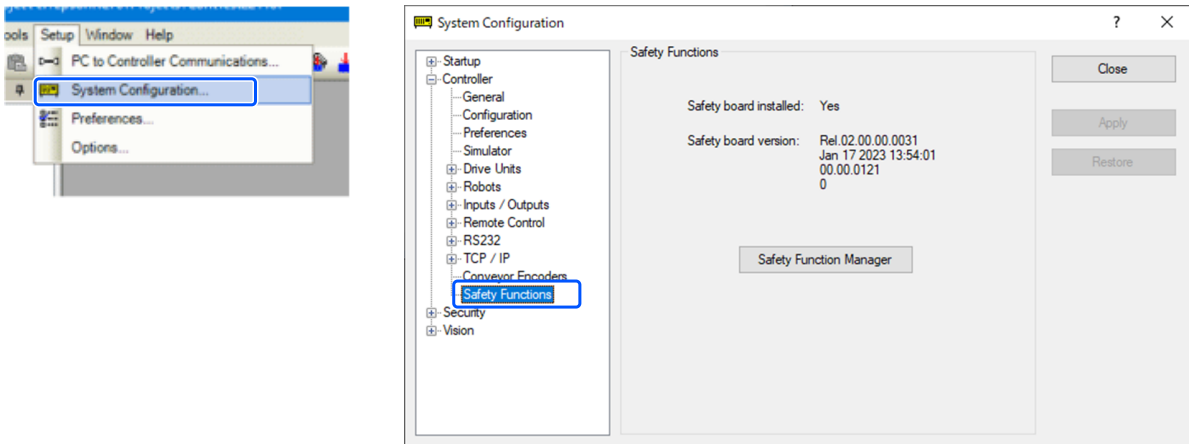 Setup Window Help
PC to Controller Communications...
System Configuration...
Preferences...
Options...
System Configuration
? ×
Startup
Controller
General
Configuration
Preferences
Simulator
Drive Units
Robots
Inputs / Outputs
Remote Control
RS232
TCP / IP
Conveyor Encoders
Safety Functions
Security
Vision
Safety Functions
Safety board installed: Yes
Safety board version: Rel.02.00.00.0031
Jan 17 2023 13:54:01
00.00.0121
0
Safety Function Manager
Close
Apply
Restore